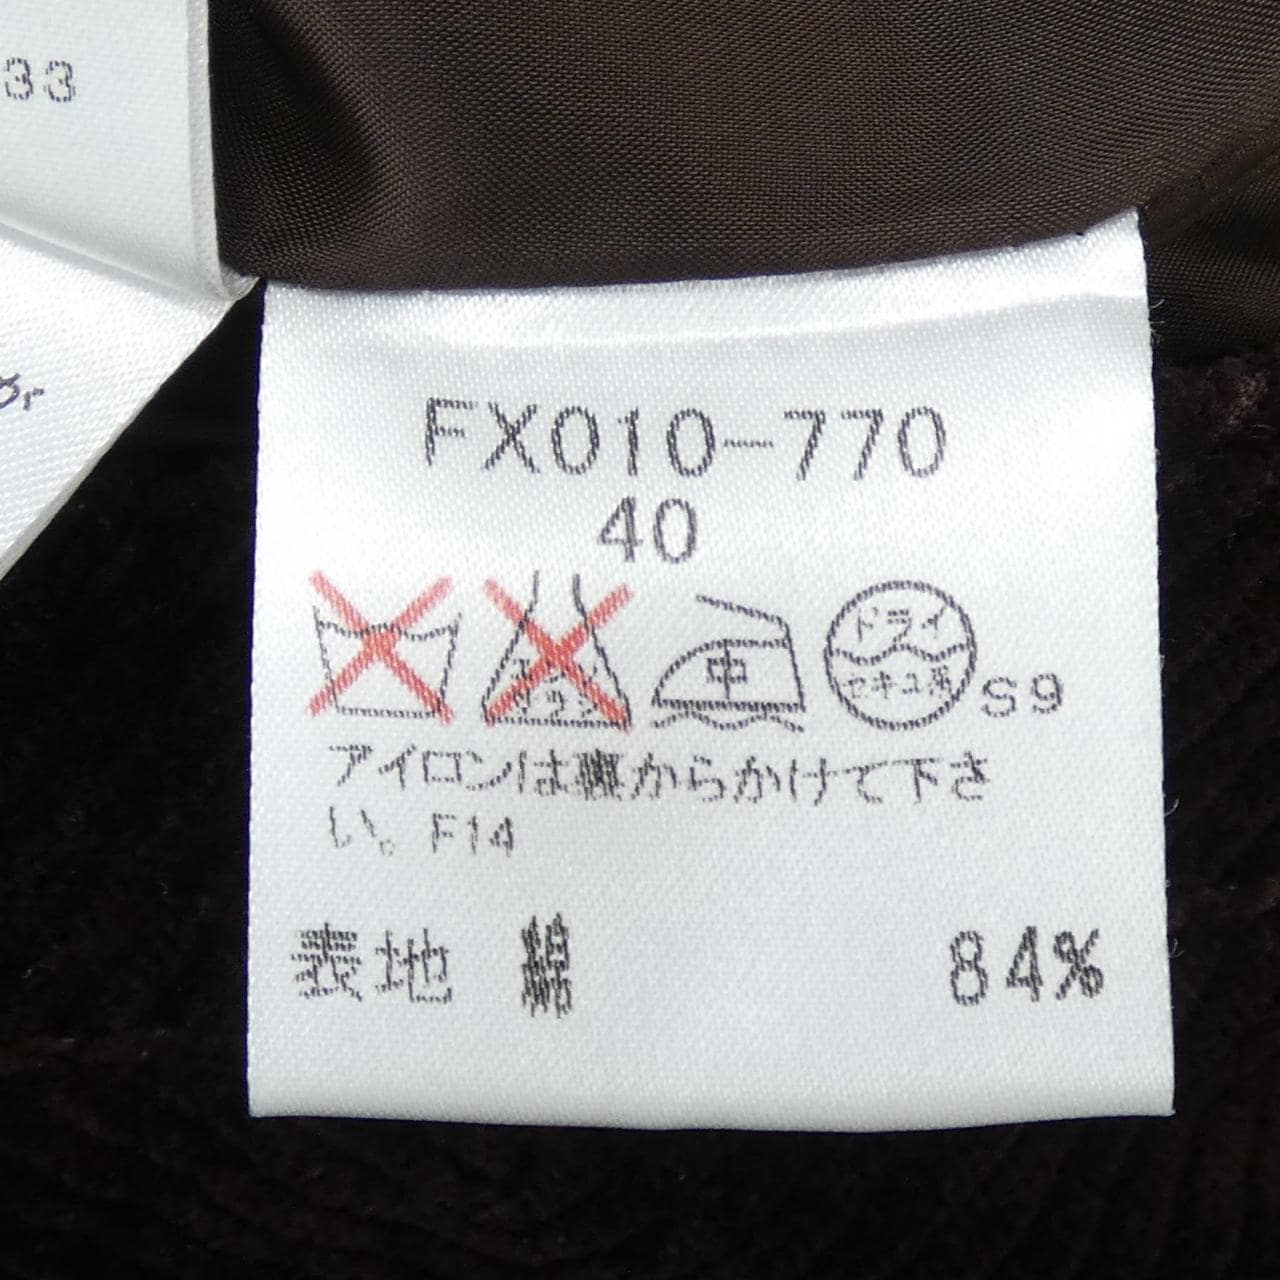 33
FX010-770
40
中
ドライ
セキユ系
S9
アイロンは裏からかけて下さ
い。F14
表地 綿 84%